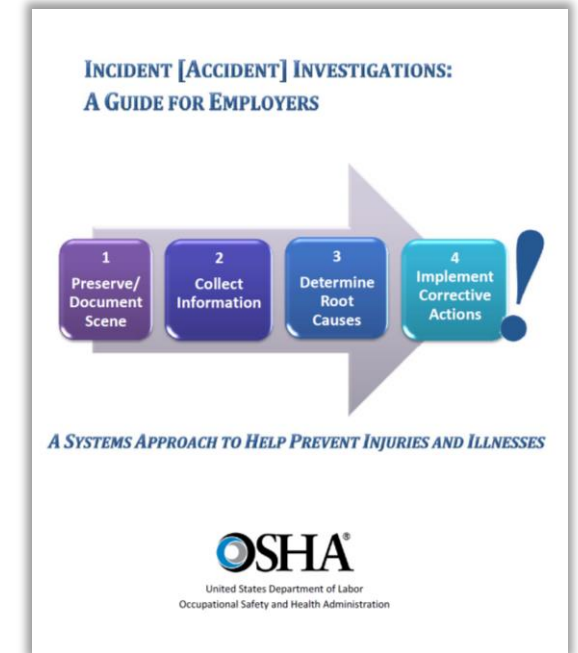 INCIDENT [ACCIDENT] INVESTIGATIONS:
A GUIDE FOR EMPLOYERS
1
Preserve/
Document
Scene
2
Collect
Information
3
Determine
Root
Causes
4
Implement
Corrective
Actions
!
A SYSTEMS APPROACH TO HELP PREVENT INJURIES AND ILLNESSES
OSHA®
United States Department of Labor
Occupational Safety and Health Administration